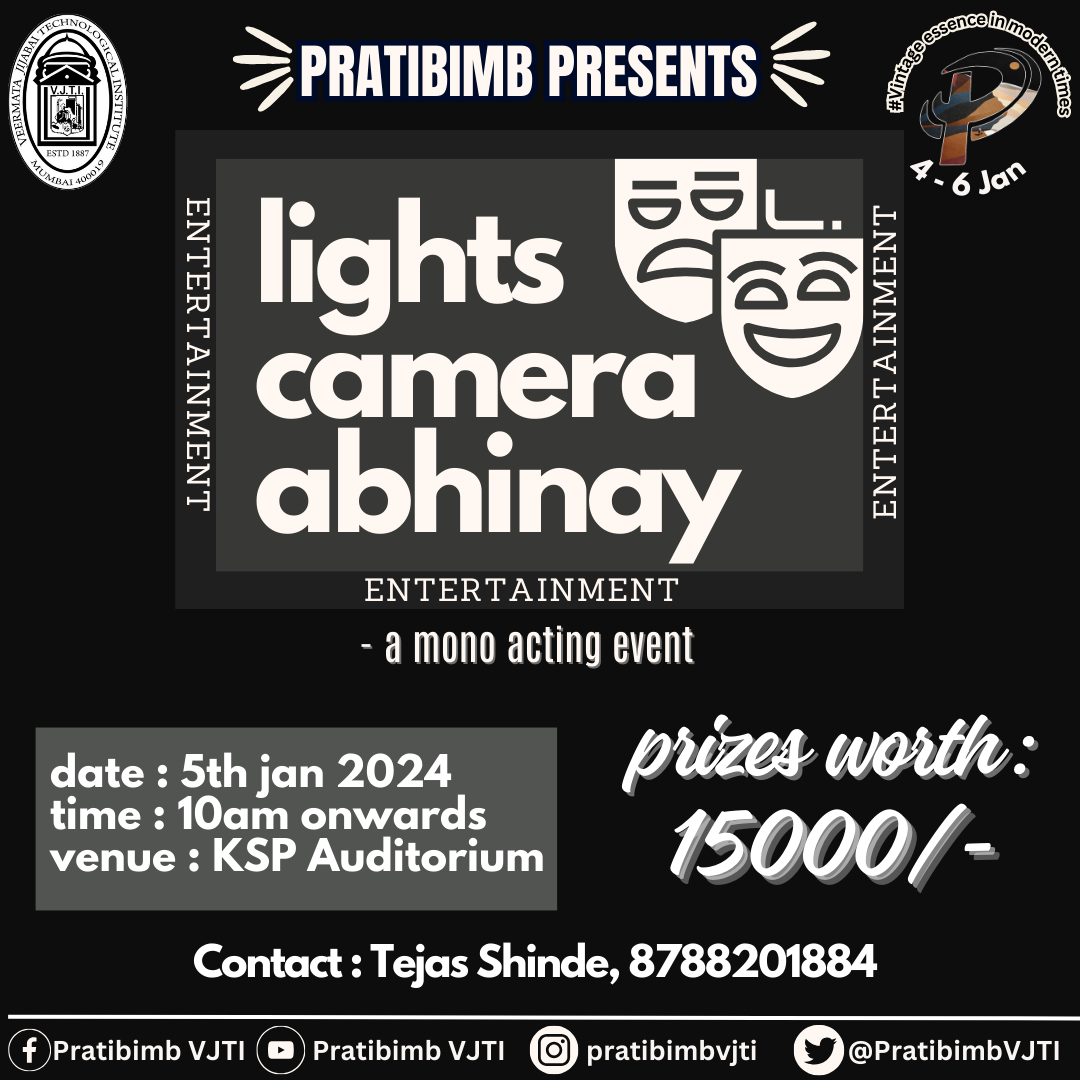 VEERMATA JIJABAI TECHNOLOGICAL INSTITUTE
V.J.T.I
ESTD 1887
MUMBAI 400019
PRATIBIMB PRESENTS
#Vintage essence in modern times
4 - 6 Jan
ENTERTAINMENT
lights
camera
abhinay
ENTERTAINMENT
ENTERTAINMENT
- a mono acting event
date : 5th jan 2024
time : 10am onwards
venue : KSP Auditorium
prizes worth :
15000/-
Contact : Tejas Shinde, 8788201884
Pratibimb VJTI Pratibimb VJTI pratibimbvjti @PratibimbVJTI